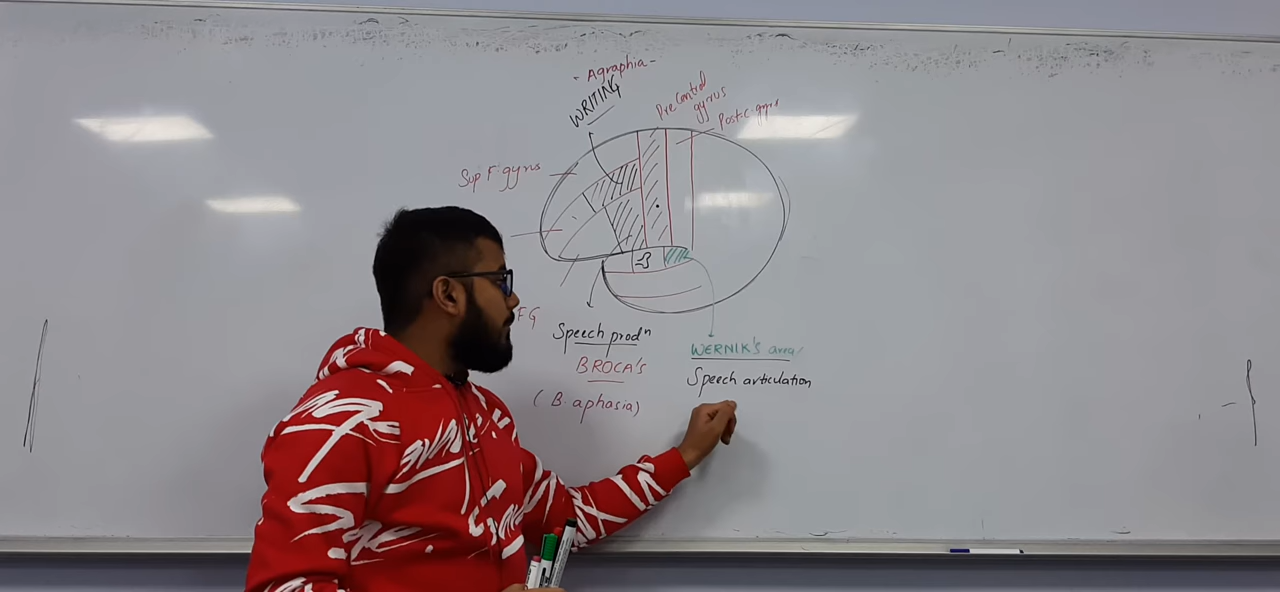 - Agraphia -
WRITING
Pre Central
gyrus
Post c. gyrus
Sup F. gyrus
FG
Speech prodⁿ
BROCA'S
( B. aphasia)
WERNIK'S area/
Speech articulation